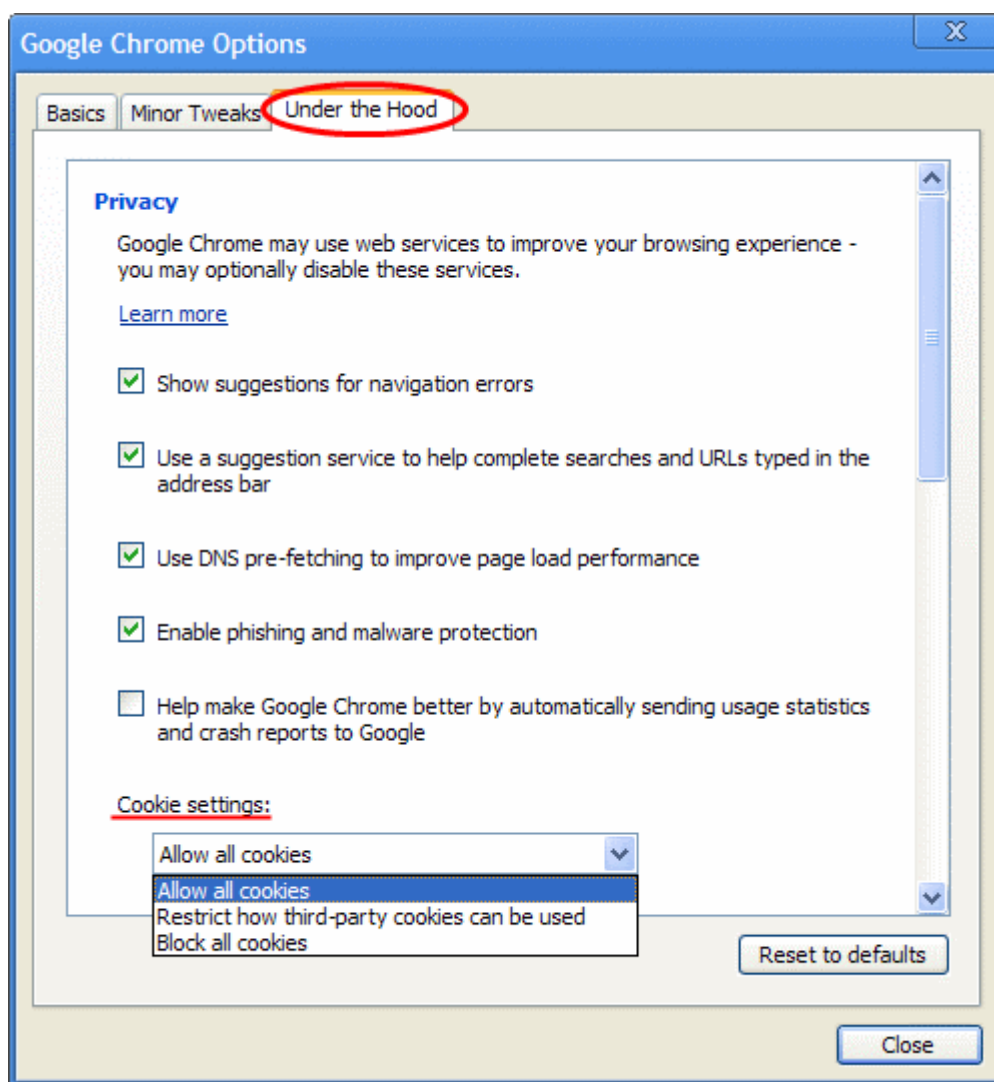 Google Chrome Options
X
Basics
Minor Tweaks
Under the Hood
Privacy
Google Chrome may use web services to improve your browsing experience -
you may optionally disable these services.
Learn more
Show suggestions for navigation errors
Use a suggestion service to help complete searches and URLs typed in the
address bar
Use DNS pre-fetching to improve page load performance
Enable phishing and malware protection
Help make Google Chrome better by automatically sending usage statistics
and crash reports to Google
Cookie settings:
Allow all cookies
Allow all cookies
Restrict how third-party cookies can be used
Block all cookies
Reset to defaults
Close